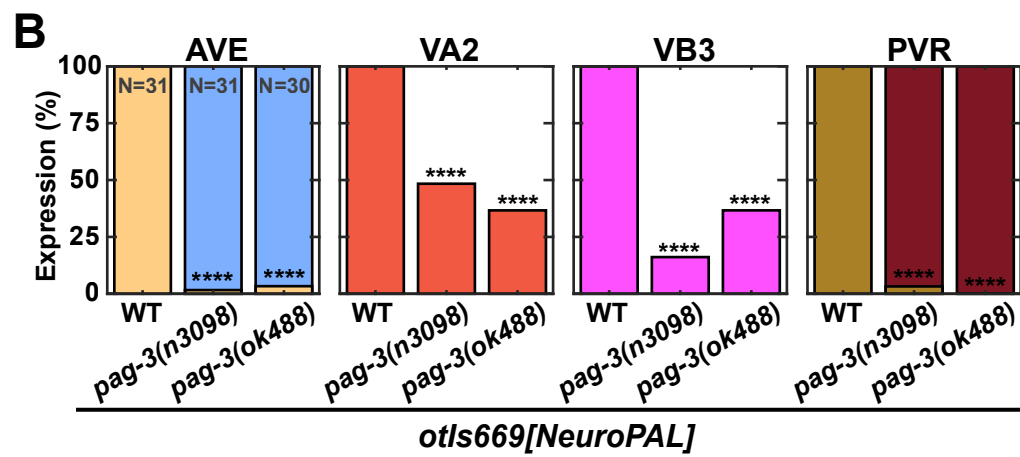 B
AVE VA2 VB3 PVR
Expression (%)
100
75
50
25
0
N=31 N=31 N=30
**** ****
**** ****
**** ****
**** ****
WT pag-3(n3098) pag-3(ok488)
WT pag-3(n3098) pag-3(ok488)
WT pag-3(n3098) pag-3(ok488)
WT pag-3(n3098) pag-3(ok488)
otIs669[NeuroPAL]